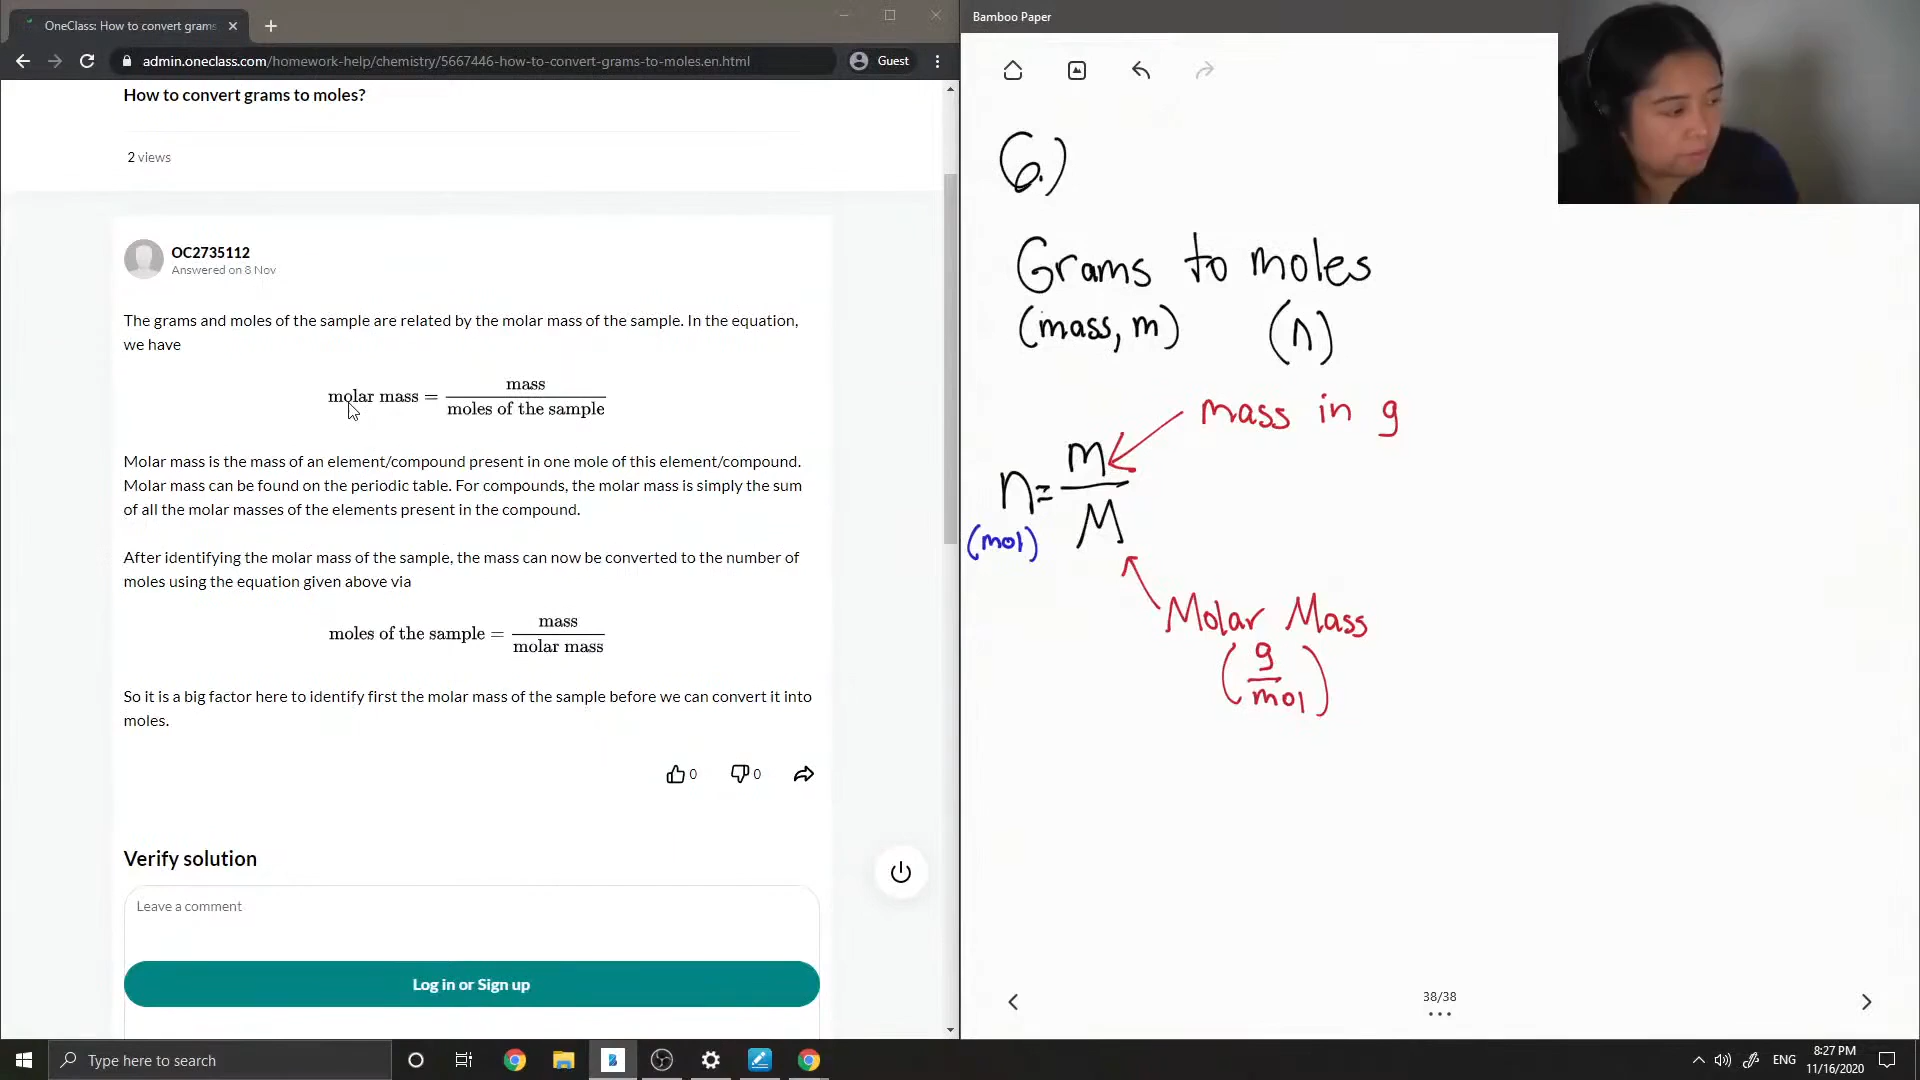 OneClass: How to convert grams
admin.oneclass.com/homework-help/chemistry/5667446-how-to-convert-grams-to-moles.en.html
Guest
How to convert grams to moles?
2 views
OC2735112
Answered on 8 Nov
The grams and moles of the sample are related by the molar mass of the sample. In the equation,
we have
molar mass = mass / moles of the sample
Molar mass is the mass of an element/compound present in one mole of this element/compound.
Molar mass can be found on the periodic table. For compounds, the molar mass is simply the sum
of all the molar masses of the elements present in the compound.
After identifying the molar mass of the sample, the mass can now be converted to the number of
moles using the equation given above via
moles of the sample = mass / molar mass
So it is a big factor here to identify first the molar mass of the sample before we can convert it into
moles.
0
0
Verify solution
Leave a comment
Log in or Sign up
Bamboo Paper
6.)
Grams to moles
(mass, m) (n)
mass in g
n = m / M
(mol)
Molar Mass
(g / mol)
38/38
Type here to search
ENG
8:27 PM
11/16/2020